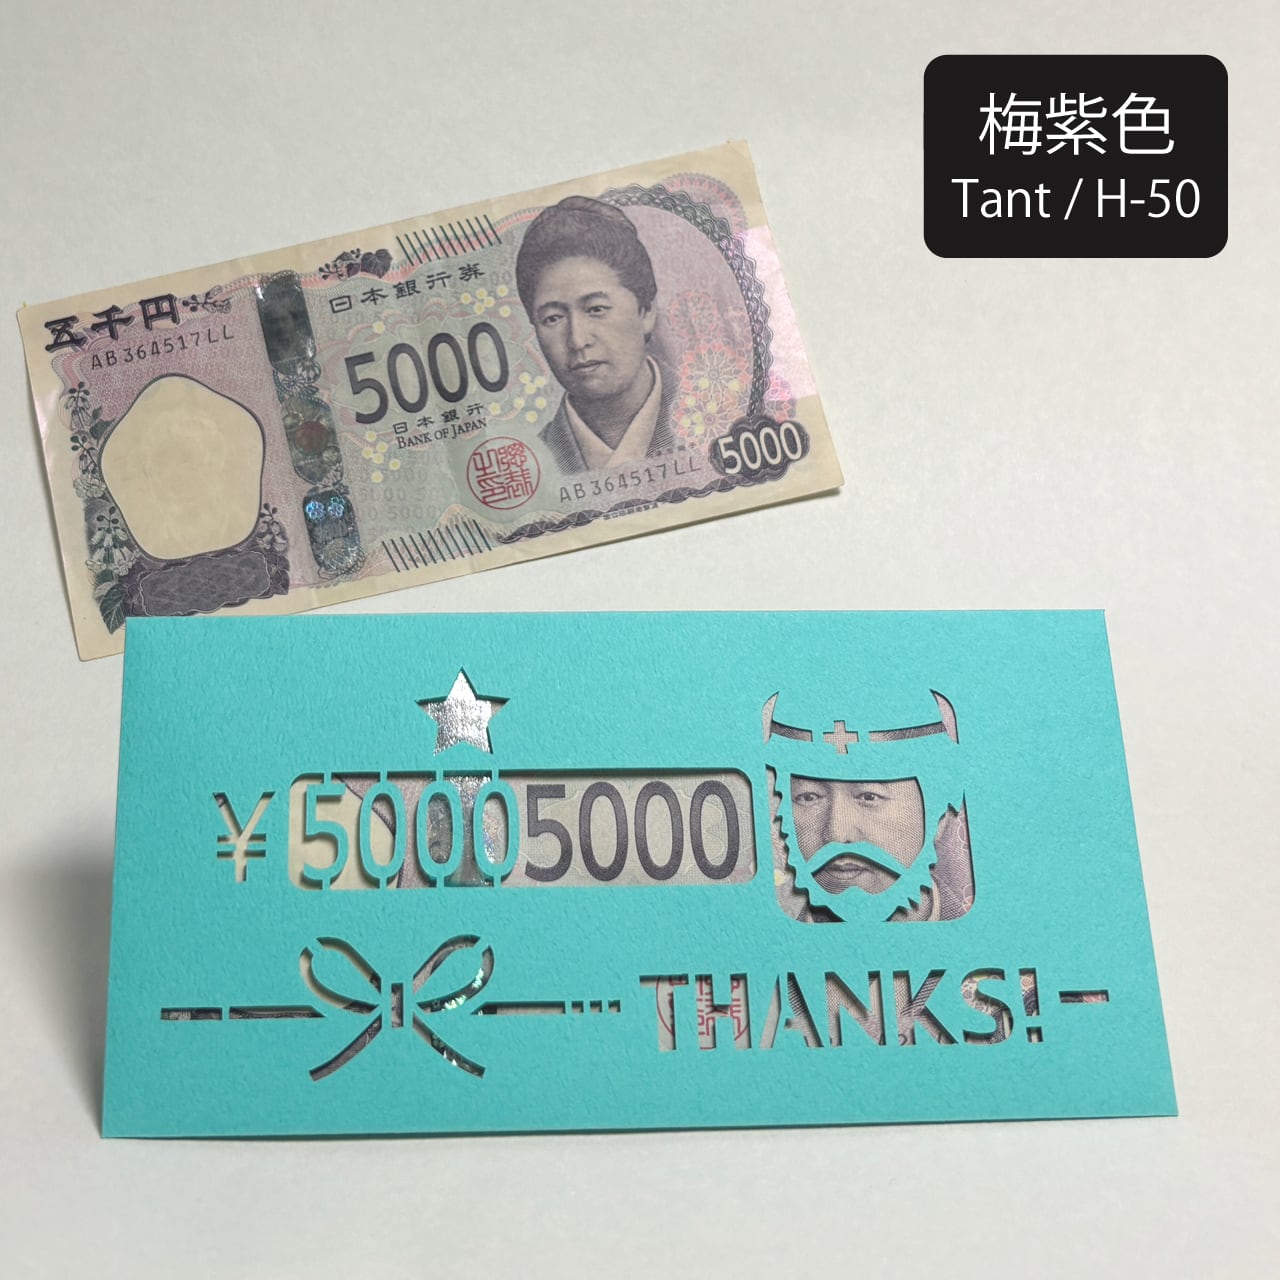 梅紫色
Tant / H-50
五千円
AB364517LL
日本銀行券
5000
日本銀行
BANK OF JAPAN
AB364517LL
5000
¥50005000
THANKS!